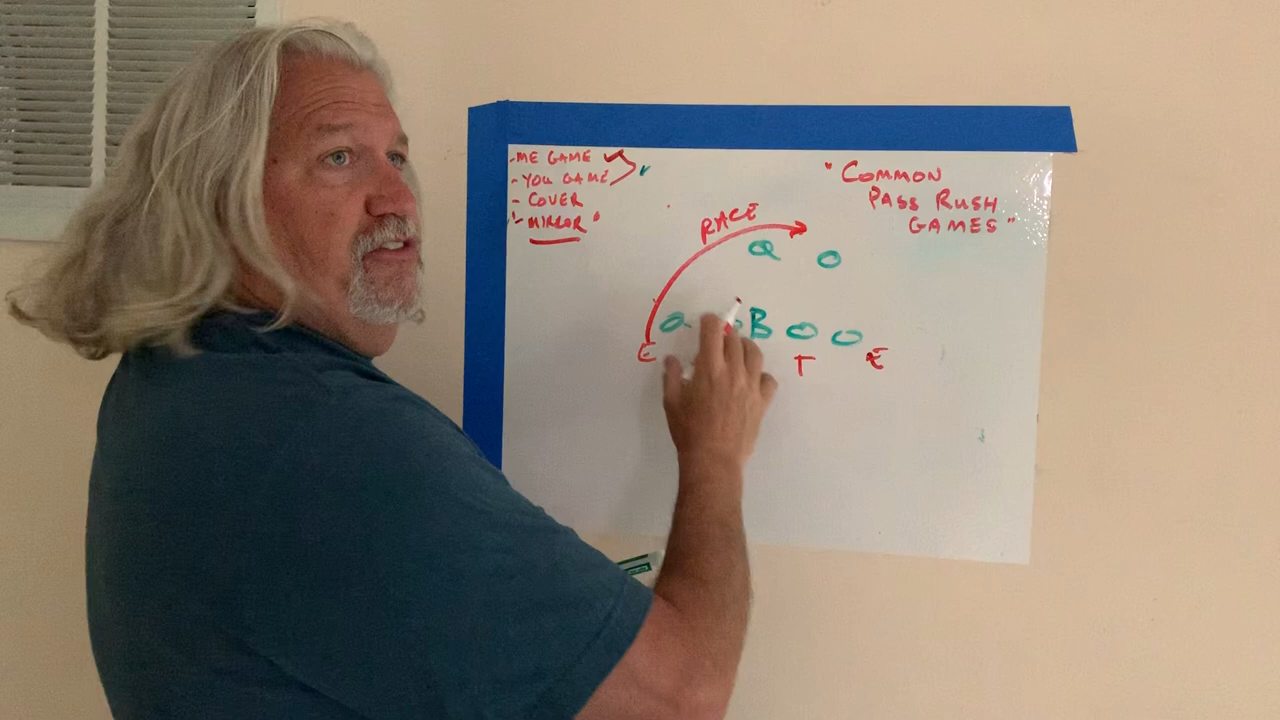 - ME GAME
- YOU GAME
- COVER
"- MIRROR"
"COMMON
PASS RUSH
GAMES"
RACE
Q O
O B O O
E T E